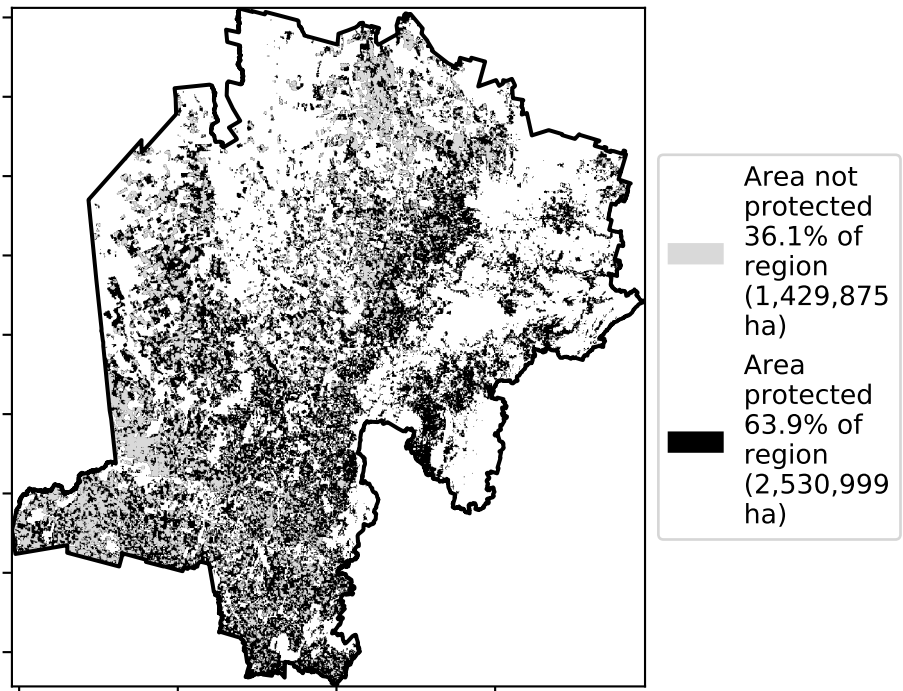 Area not
protected
36.1% of
region
(1,429,875
ha)
Area
protected
63.9% of
region
(2,530,999
ha)